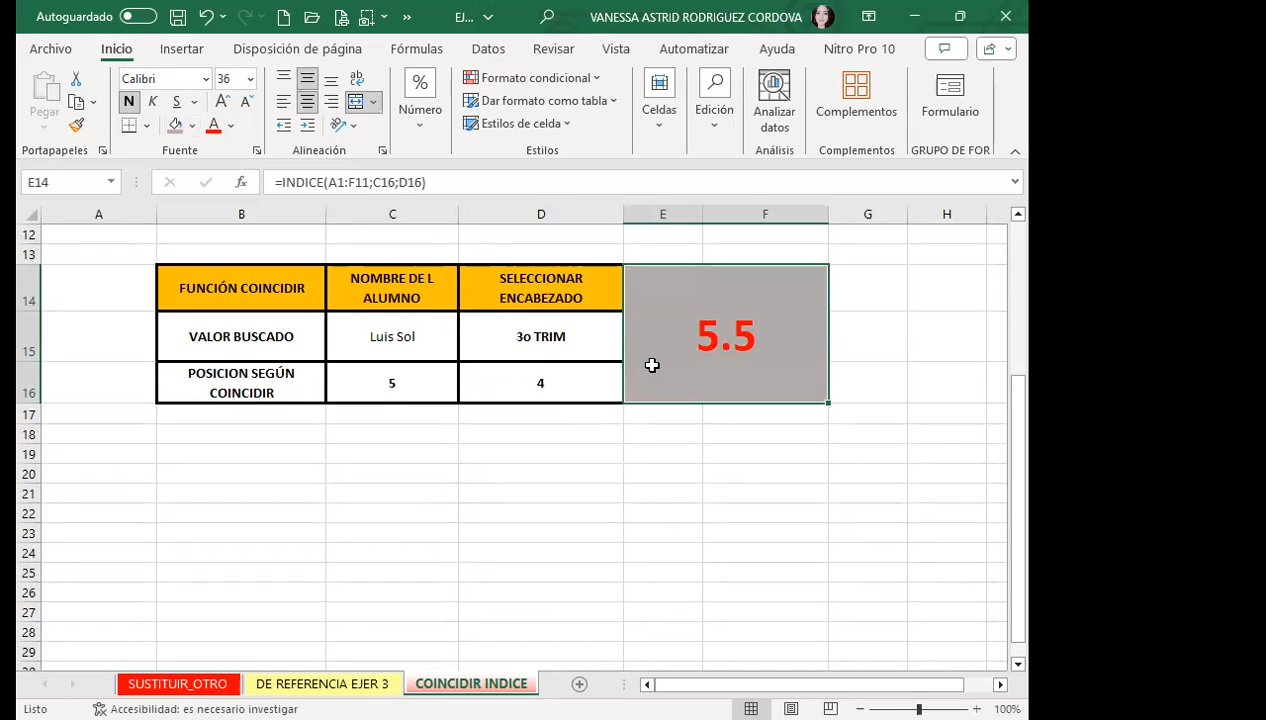 Autoguardado
EJ...
VANESSA ASTRID RODRIGUEZ CORDOVA
Archivo Inicio Insertar Disposición de página Fórmulas Datos Revisar Vista Automatizar Ayuda Nitro Pro 10
Pegar
Calibri 36
N K S
ab
A A
A
%
Número
Formato condicional
Dar formato como tabla
Estilos de celda
Celdas
Edición
Analizar
datos
Complementos
Formulario
Portapapeles Fuente Alineación Estilos Análisis Complementos GRUPO DE FOR
E14 fx =INDICE(A1:F11;C16;D16)
A B C D E F G H
12
13
14
FUNCIÓN COINCIDIR
NOMBRE DE L
ALUMNO
SELECCIONAR
ENCABEZADO
15
VALOR BUSCADO Luis Sol 3o TRIM
5.5
16
POSICION SEGÚN
COINCIDIR
5 4
17
18
19
20
21
22
23
24
25
26
27
28
29
SUSTITUIR_OTRO DE REFERENCIA EJER 3 COINCIDIR INDICE
Listo Accesibilidad: es necesario investigar 100%